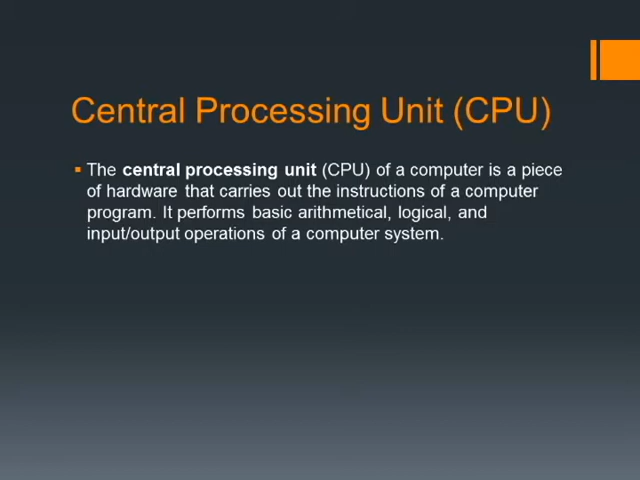 Central Processing Unit (CPU)
The central processing unit (CPU) of a computer is a piece
of hardware that carries out the instructions of a computer
program. It performs basic arithmetical, logical, and
input/output operations of a computer system.